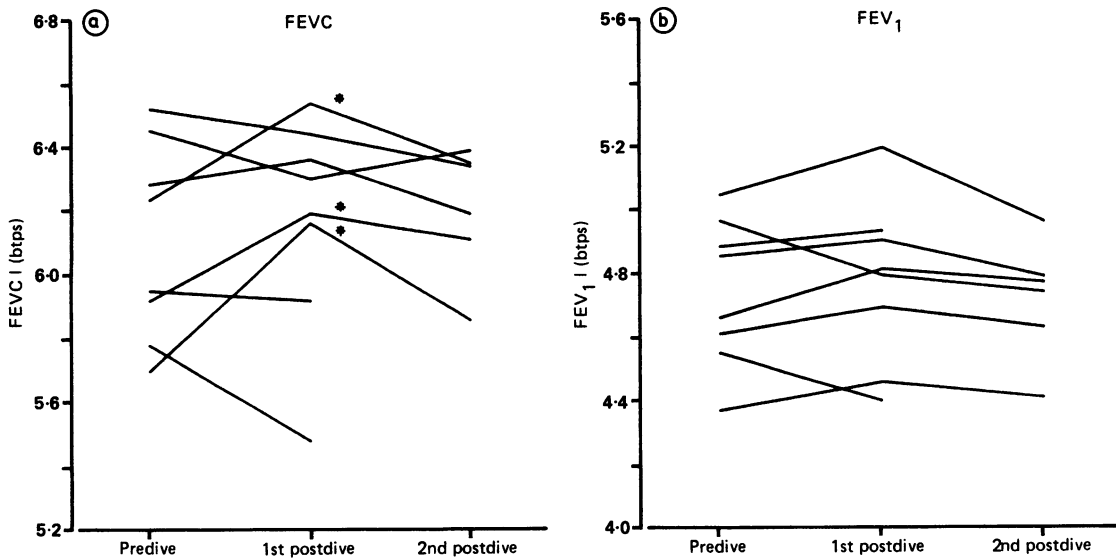 a FEVC
6·8
6·4
6·0
5·6
5·2
FEVC l (btps)
*
*
*
Predive 1st postdive 2nd postdive
b FEV1
5·6
5·2
4·8
4·4
4·0
FEV1 l (btps)
Predive 1st postdive 2nd postdive